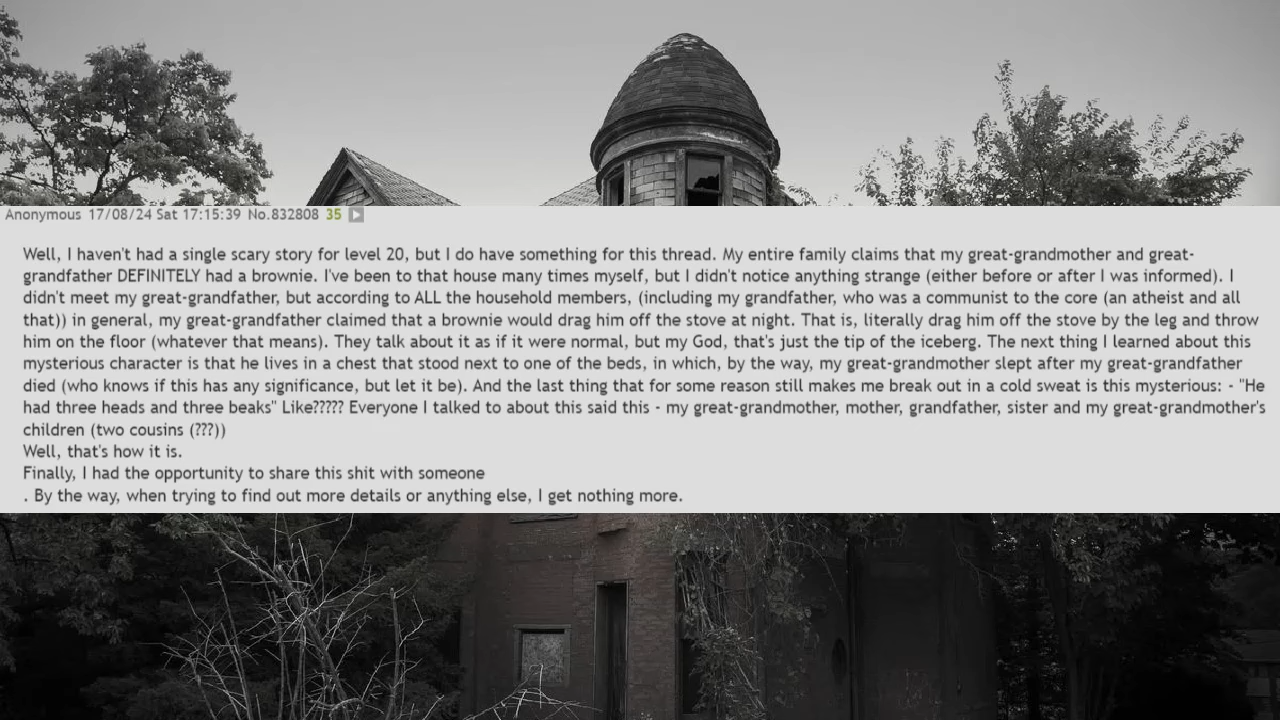 Anonymous 17/08/24 Sat 17:15:39 No.832808 35
Well, I haven't had a single scary story for level 20, but I do have something for this thread. My entire family claims that my great-grandmother and great-
grandfather DEFINITELY had a brownie. I've been to that house many times myself, but I didn't notice anything strange (either before or after I was informed). I
didn't meet my great-grandfather, but according to ALL the household members, (including my grandfather, who was a communist to the core (an atheist and all
that)) in general, my great-grandfather claimed that a brownie would drag him off the stove at night. That is, literally drag him off the stove by the leg and throw
him on the floor (whatever that means). They talk about it as if it were normal, but my God, that's just the tip of the iceberg. The next thing I learned about this
mysterious character is that he lives in a chest that stood next to one of the beds, in which, by the way, my great-grandmother slept after my great-grandfather
died (who knows if this has any significance, but let it be). And the last thing that for some reason still makes me break out in a cold sweat is this mysterious: - "He
had three heads and three beaks" Like????? Everyone I talked to about this said this - my great-grandmother, mother, grandfather, sister and my great-grandmother's
children (two cousins (???))
Well, that's how it is.
Finally, I had the opportunity to share this shit with someone
. By the way, when trying to find out more details or anything else, I get nothing more.